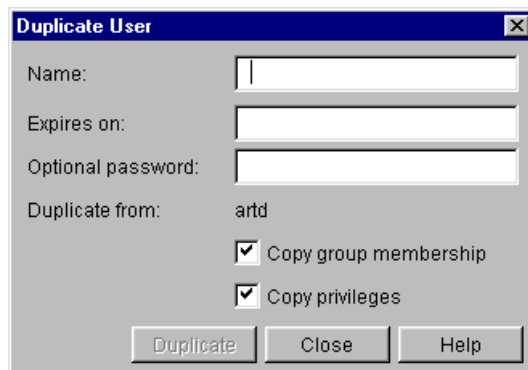 Duplicate User
Name:
Expires on:
Optional password:
Duplicate from: artd
Copy group membership
Copy privileges
Duplicate Close Help